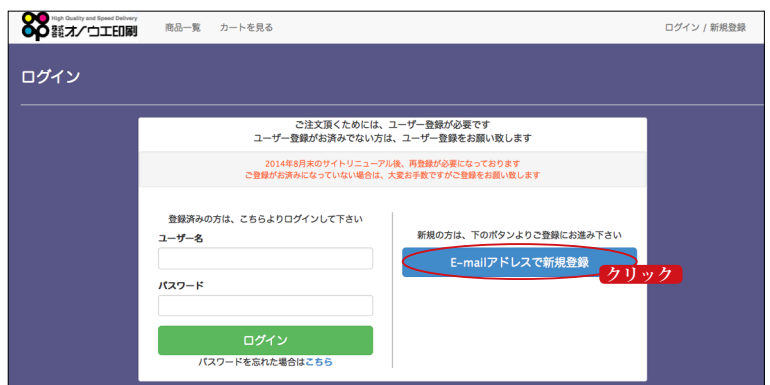 High Quality and Speed Delivery
株式会社オノウエ印刷
商品一覧 カートを見る
ログイン / 新規登録
ログイン
ご注文頂くためには、ユーザー登録が必要です
ユーザー登録がお済みでない方は、ユーザー登録をお願い致します
2014年8月末のサイトリニューアル後、再登録が必要になっております
ご登録がお済みになっていない場合は、大変お手数ですがご登録をお願い致します
登録済みの方は、こちらよりログインして下さい
ユーザー名
パスワード
ログイン
パスワードを忘れた場合はこちら
新規の方は、下のボタンよりご登録にお進み下さい
E-mailアドレスで新規登録
クリック